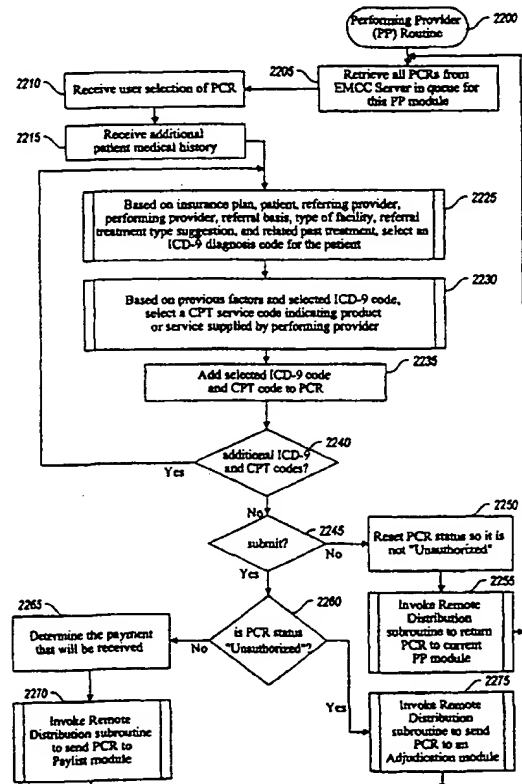 Performing Provider
(PP) Routine
2200
2205
Retrieve all PCRs from
EMCC Server in queue for
this PP module
2210
Receive user selection of PCR
2215
Receive additional
patient medical history
2225
Based on insurance plan, patient, referring provider,
performing provider, referral basis, type of facility, referral
treatment type suggestion, and related past treatment, select an
ICD-9 diagnosis code for the patient
2230
Based on previous factors and selected ICD-9 code,
select a CPT service code indicating product
or service supplied by performing provider
2235
Add selected ICD-9 code
and CPT code to PCR
2240
additional ICD-9
and CPT codes?
Yes
No
2245
submit?
No
Yes
2250
Reset PCR status so it is
not "Unauthorized"
2255
Invoke Remote
Distribution subroutine
to return PCR to current
PP module
2260
is PCR status
"Unauthorized"?
No
Yes
2265
Determine the payment
that will be received
2270
Invoke Remote
Distribution subroutine
to send PCR to
Paylist module
2275
Invoke Remote
Distribution subroutine
to send PCR to
an Adjudication module